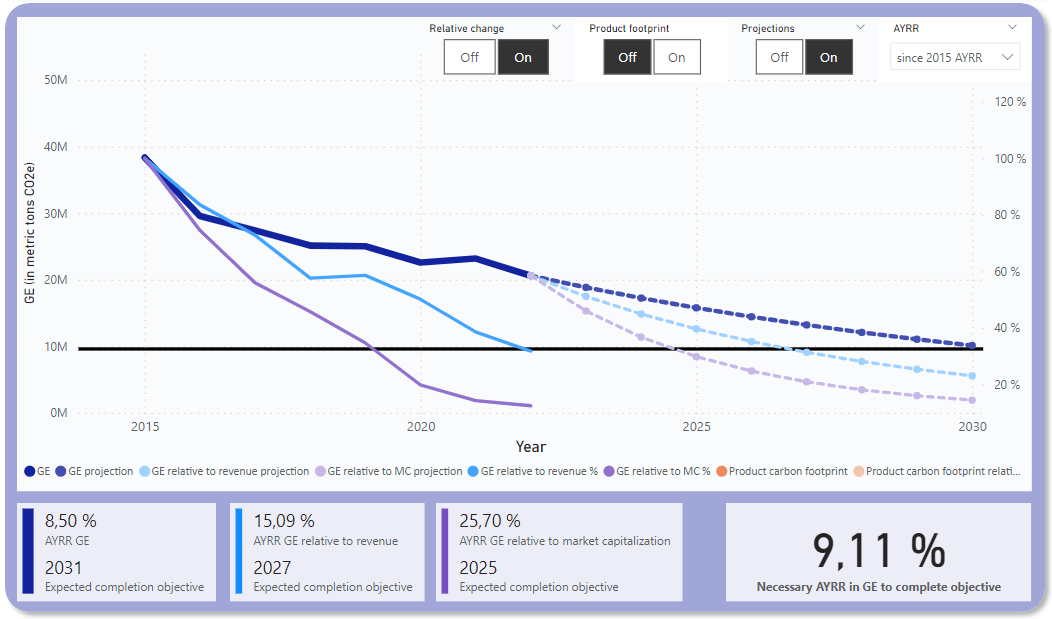 Relative change
Product footprint
Projections
AYRR
Off On
Off On
Off On
since 2015 AYRR
50M
40M
30M
20M
10M
0M
GE (in metric tons CO2e)
120 %
100 %
80 %
60 %
40 %
20 %
2015 2020 2025 2030
Year
GE GE projection GE relative to revenue projection GE relative to MC projection GE relative to revenue % GE relative to MC % Product carbon footprint Product carbon footprint relati...
8,50 %
AYRR GE
2031
Expected completion objective
15,09 %
AYRR GE relative to revenue
2027
Expected completion objective
25,70 %
AYRR GE relative to market capitalization
2025
Expected completion objective
9,11 %
Necessary AYRR in GE to complete objective